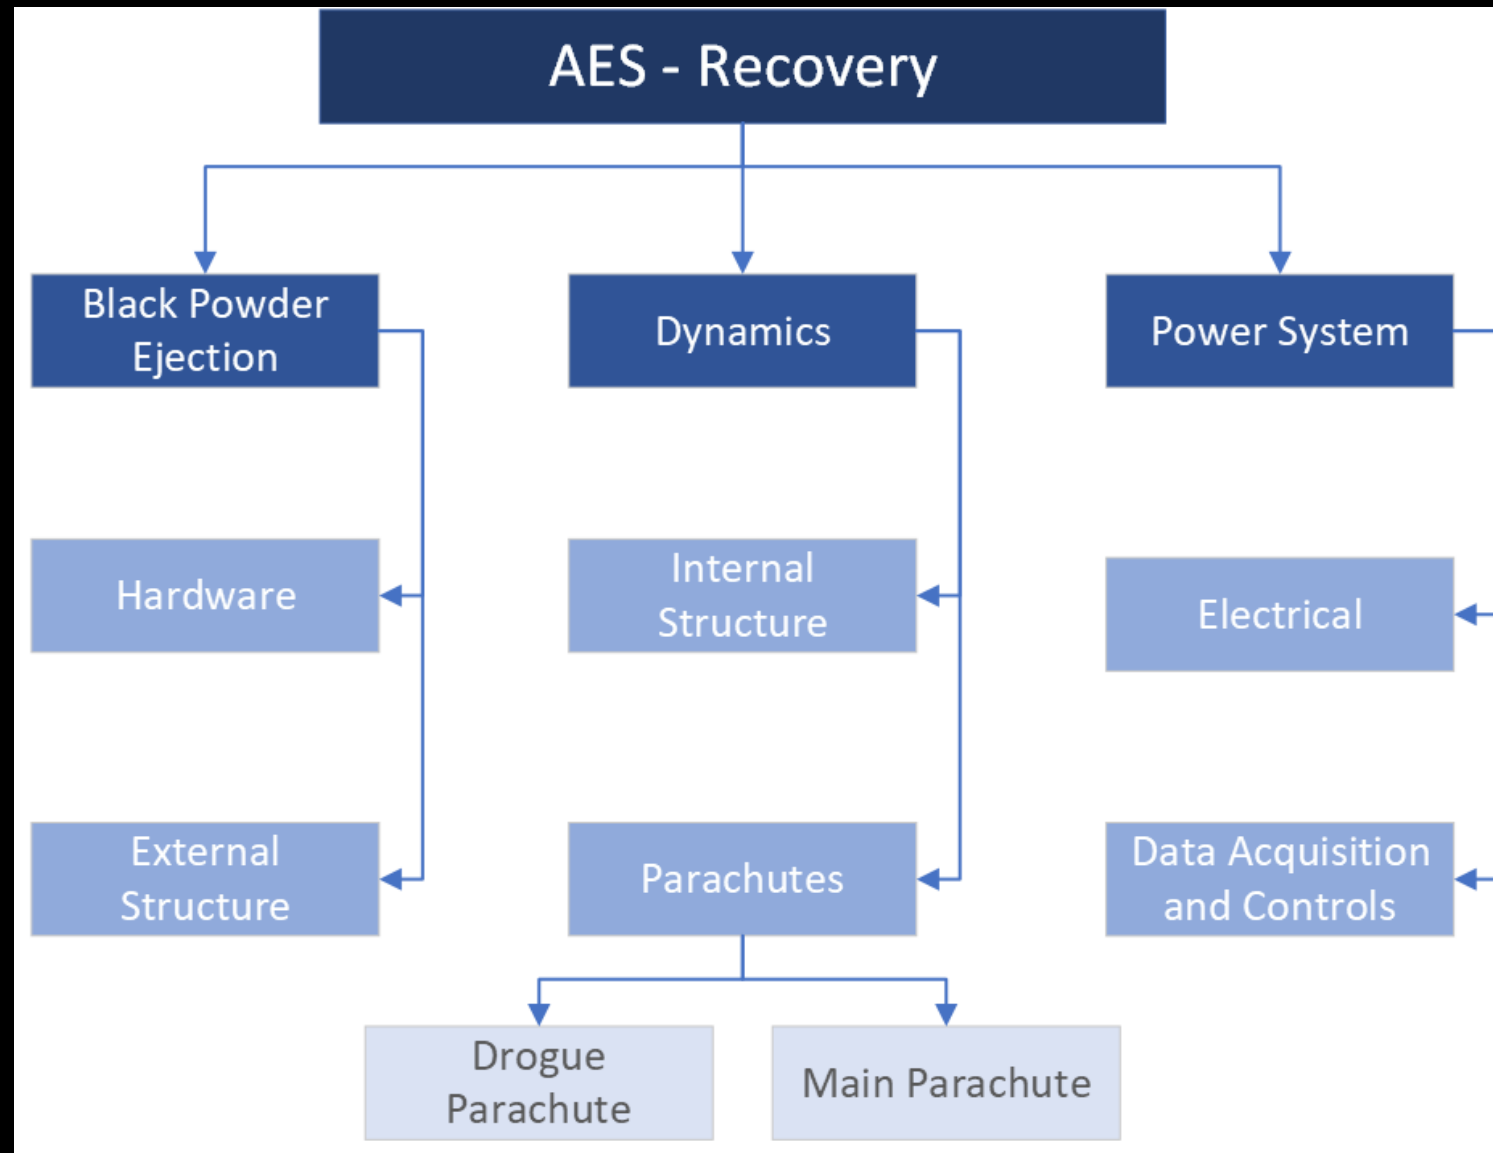 AES - Recovery
Black Powder
Ejection
Dynamics
Power System
Hardware
Internal
Structure
Electrical
External
Structure
Parachutes
Data Acquisition
and Controls
Drogue
Parachute
Main Parachute